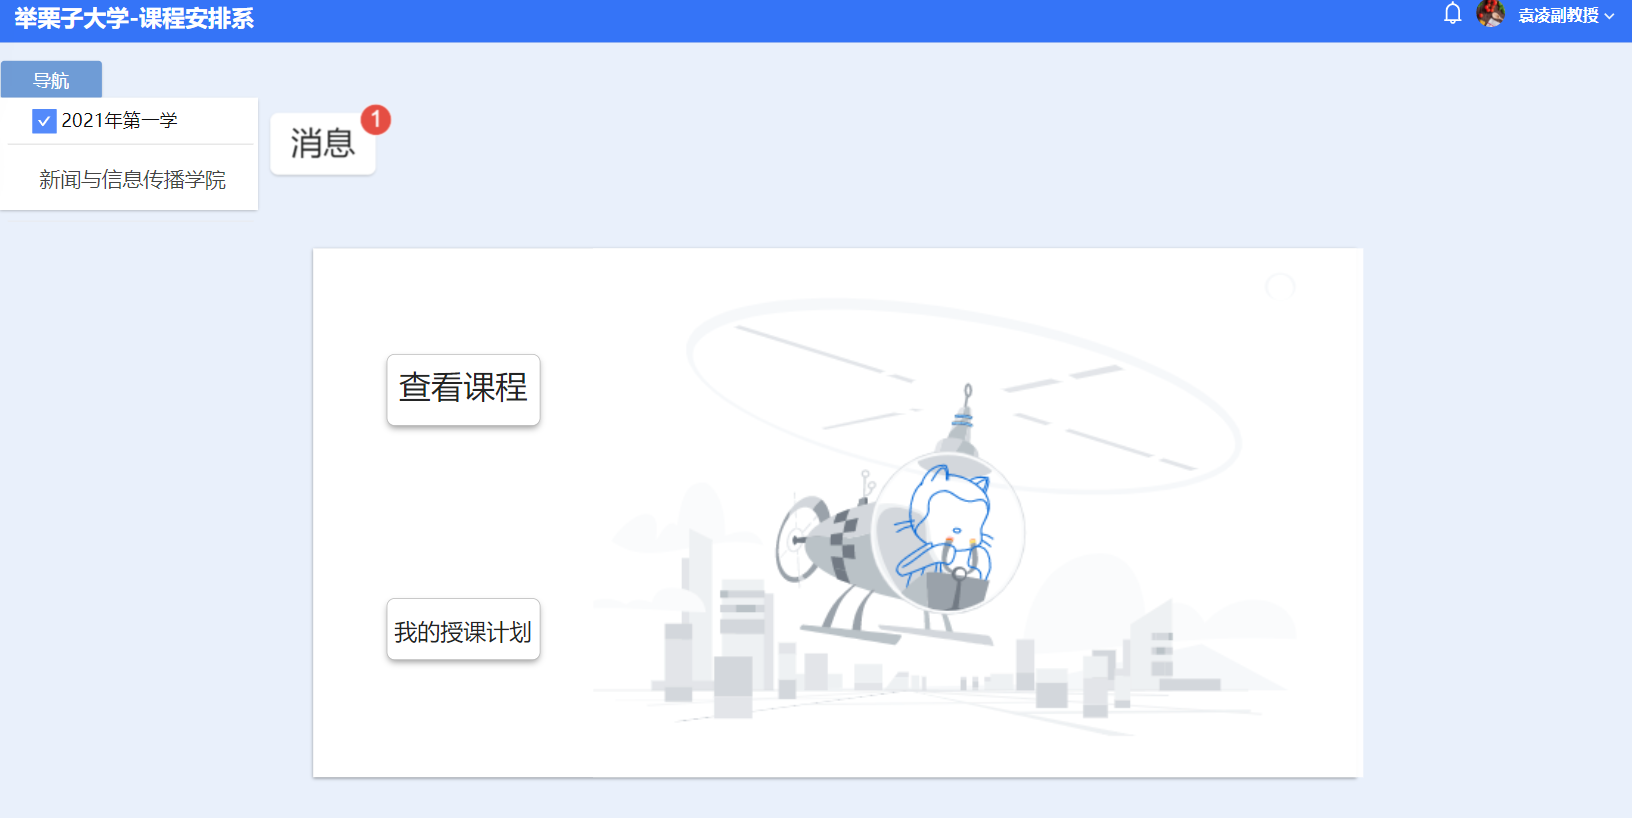 举栗子大学-课程安排系
袁凌副教授
导航
2021年第一学
新闻与信息传播学院
消息
1
查看课程
我的授课计划